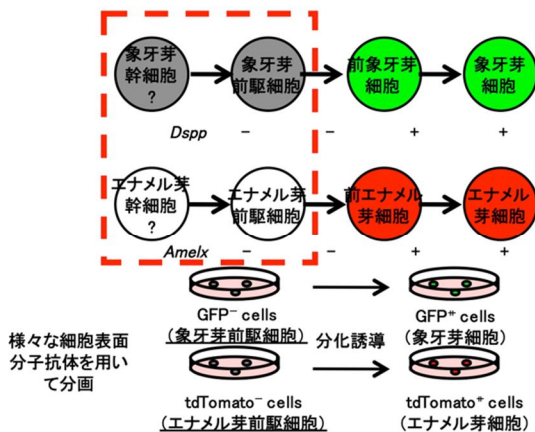 象牙芽
幹細胞
?
象牙芽
前駆細胞
前象牙芽
細胞
象牙芽
細胞
Dspp － － + +
エナメル芽
幹細胞
?
エナメル芽
前駆細胞
前エナメル
芽細胞
エナメル
芽細胞
Amelx － － + +
GFP⁻ cells
(象牙芽前駆細胞)
GFP⁺ cells
(象牙芽細胞)
様々な細胞表面
分子抗体を用い
て分画
分化誘導
tdTomato⁻ cells
(エナメル芽前駆細胞)
tdTomato⁺ cells
(エナメル芽細胞)